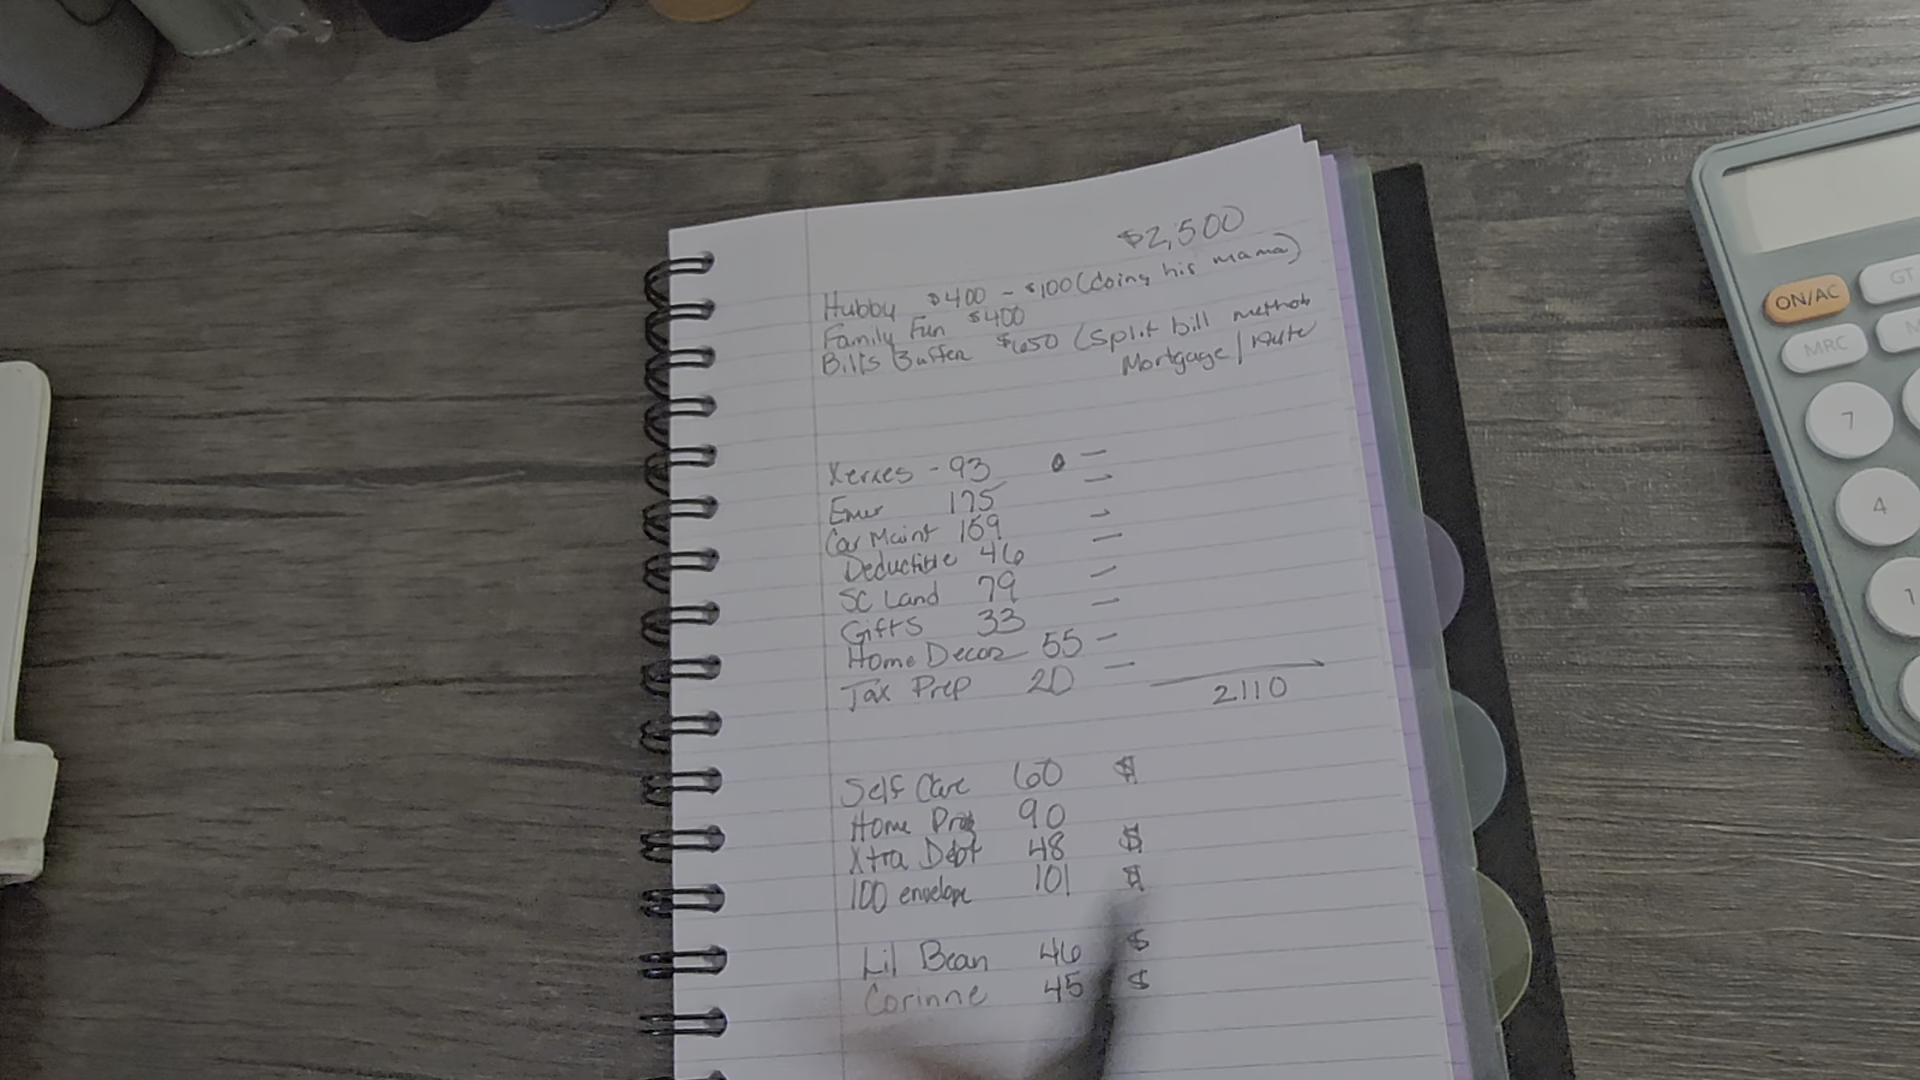 $2,500
Hubby $400 - $100 (doing his mama)
Family Fun $400
Bills Buffer $650 (split bill method
Mortgage /
Xerxes - 93 0 —
Emer 175 —
Car Maint 159 —
Deductible 46 —
SC Land 79 —
Gifts 33 —
Home Decor 55 —
Tax Prep 20 —
2110
Self Care 60 $
Home Proj 90
Xtra Debt 48 $
100 envelope 101 $
Lil Bean 46 $
Corinne 45 $
ON/AC
GT
MRC
M
7
4
1